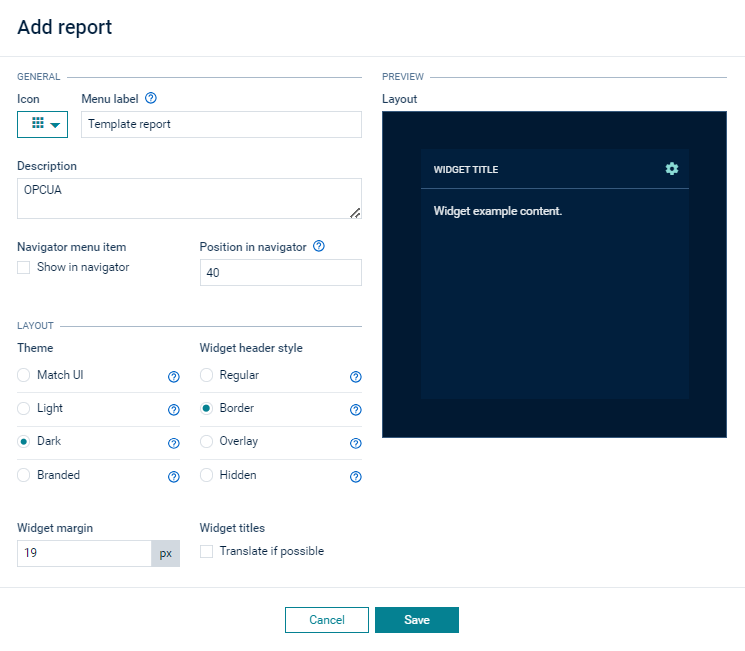 Add report
GENERAL
Icon
Menu label
Template report
Description
OPCUA
Navigator menu item
Show in navigator
Position in navigator
40
LAYOUT
Theme
Match UI
Light
Dark
Branded
Widget header style
Regular
Border
Overlay
Hidden
Widget margin
19 px
Widget titles
Translate if possible
PREVIEW
Layout
WIDGET TITLE
Widget example content.
Cancel
Save